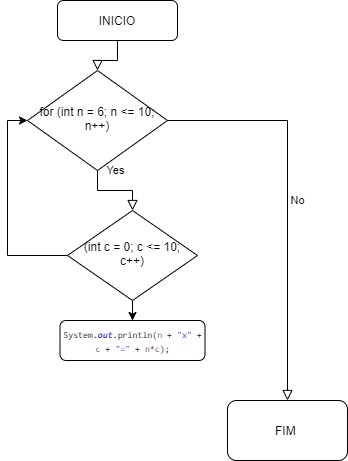 INICIO
for (int n = 6; n <= 10;
n++)
Yes
No
(int c = 0; c <= 10;
c++)
System.out.println(n + "x" +
c + "=" + n*c);
FIM